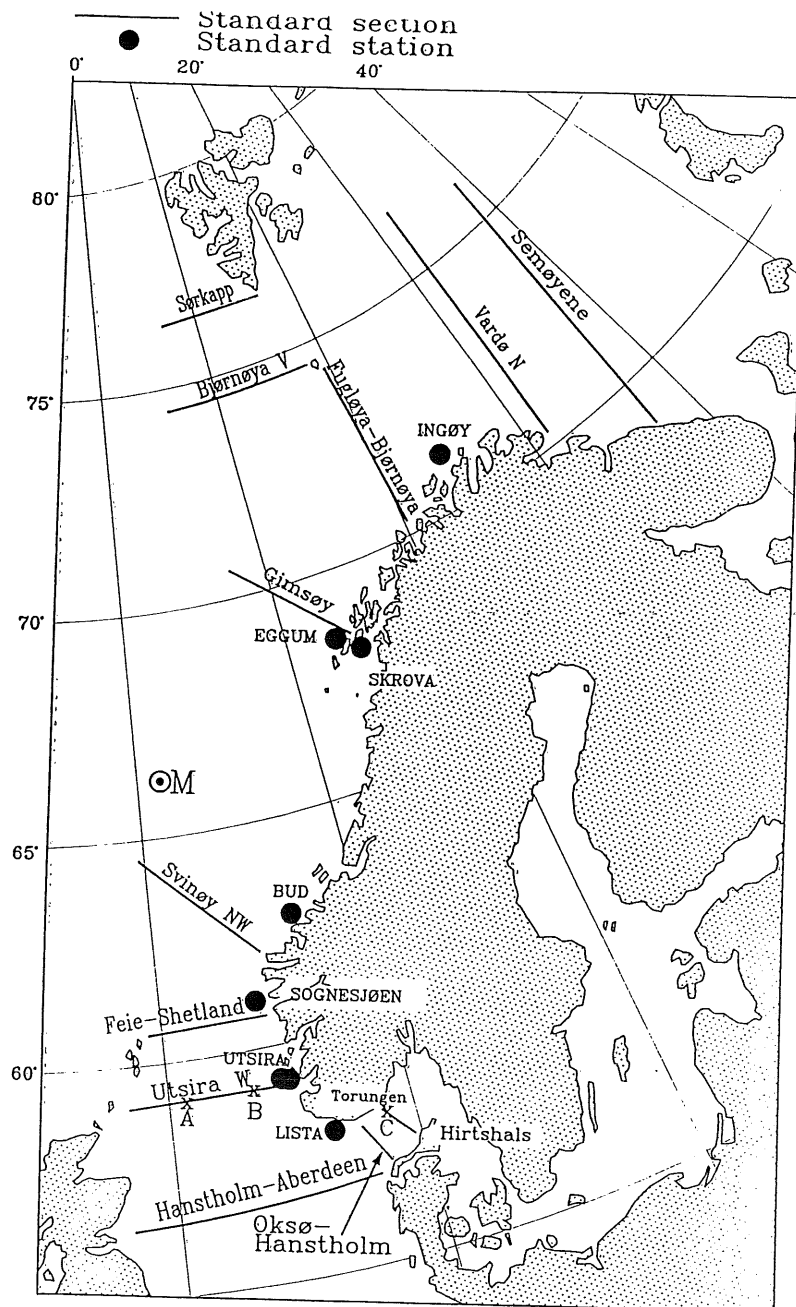 Standard section
Standard station
0°
20°
40°
80°
Sørkapp
Semøyene
Vardø N
Bjørnøya V
75°
Fugløya-Bjørnøya
INGØY
Gimsøy
70°
EGGUM
SKROVA
M
65°
Svinøy NW
BUD
SOGNESJØEN
Feie-Shetland
UTSIRA
60°
Utsira W
A
B
Torungen
C
LISTA
Hirtshals
Hanstholm-Aberdeen
Oksø-
Hanstholm